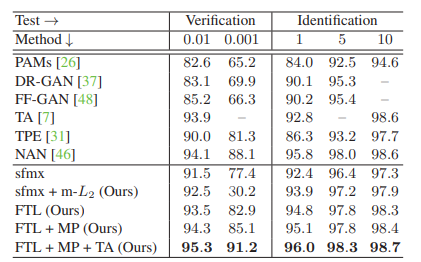 Test → Verification Identification
Method ↓ 0.01 0.001 1 5 10
PAMs [26] 82.6 65.2 84.0 92.5 94.6
DR-GAN [37] 83.1 69.9 90.1 95.3 –
FF-GAN [48] 85.2 66.3 90.2 95.4 –
TA [7] 93.9 – 92.8 – 98.6
TPE [31] 90.0 81.3 86.3 93.2 97.7
NAN [46] 94.1 88.1 95.8 98.0 98.6
sfmx 91.5 77.4 92.4 96.4 97.3
sfmx + m-L₂ (Ours) 92.5 30.2 93.9 97.2 97.9
FTL (Ours) 93.5 82.9 94.8 97.8 98.3
FTL + MP (Ours) 94.3 85.1 95.1 97.8 98.4
FTL + MP + TA (Ours) 95.3 91.2 96.0 98.3 98.7